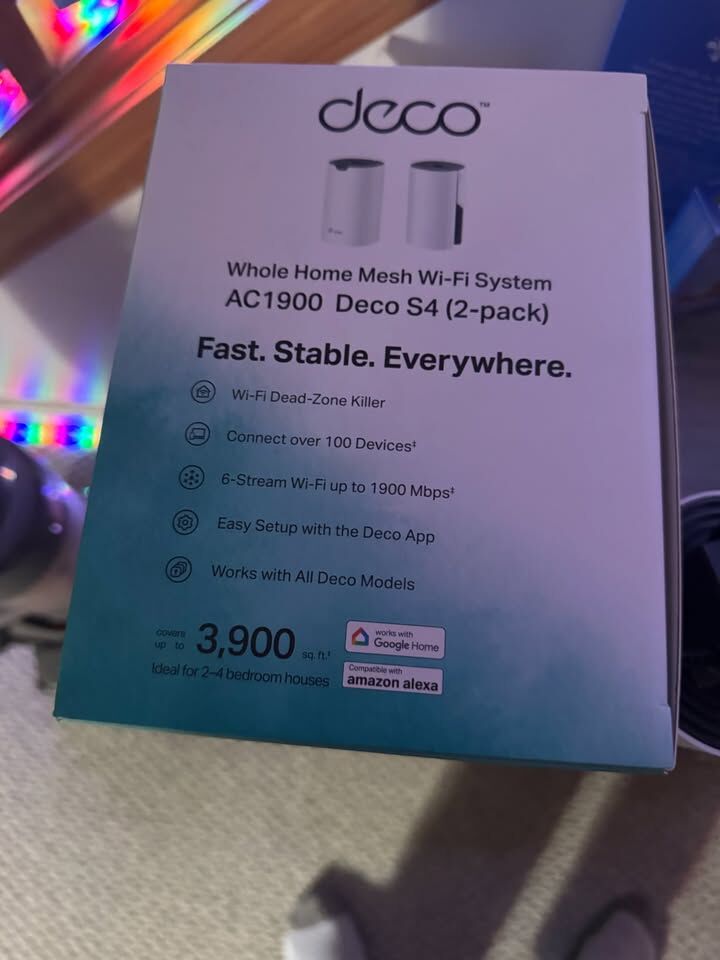 deco™
Whole Home Mesh Wi-Fi System
AC1900 Deco S4 (2-pack)
Fast. Stable. Everywhere.
Wi-Fi Dead-Zone Killer
Connect over 100 Devices‡
6-Stream Wi-Fi up to 1900 Mbps‡
Easy Setup with the Deco App
Works with All Deco Models
covers
up to 3,900 sq. ft.‡
Ideal for 2–4 bedroom houses
works with
Google Home
Compatible with
amazon alexa